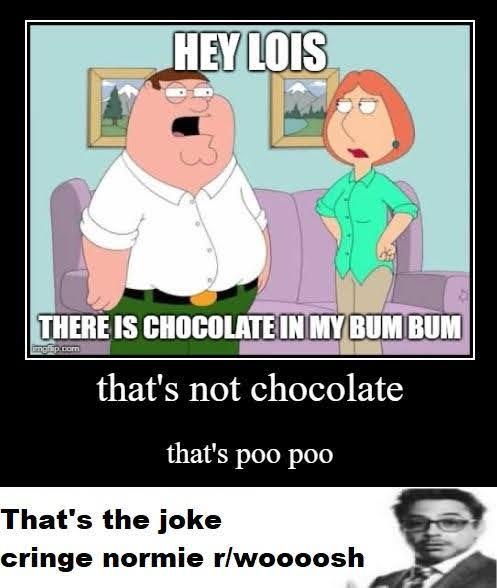 HEY LOIS
THERE IS CHOCOLATE IN MY BUM BUM
imgflip.com
that's not chocolate
that's poo poo
That's the joke
cringe normie r/woooosh